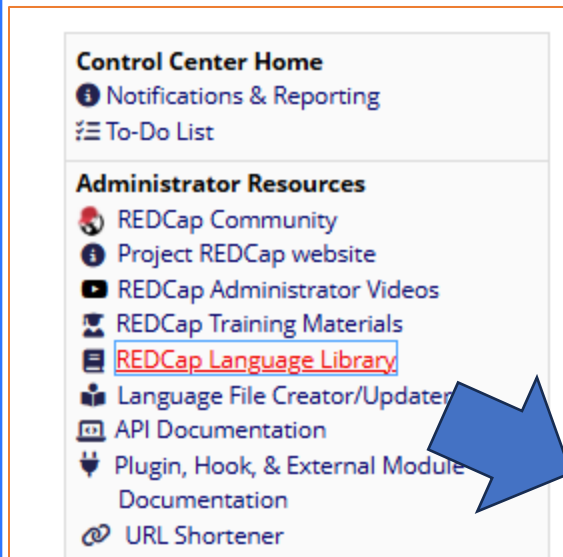 Control Center Home
Notifications & Reporting
To-Do List
Administrator Resources
REDCap Community
Project REDCap website
REDCap Administrator Videos
REDCap Training Materials
REDCap Language Library
Language File Creator/Updater
API Documentation
Plugin, Hook, & External Module
Documentation
URL Shortener